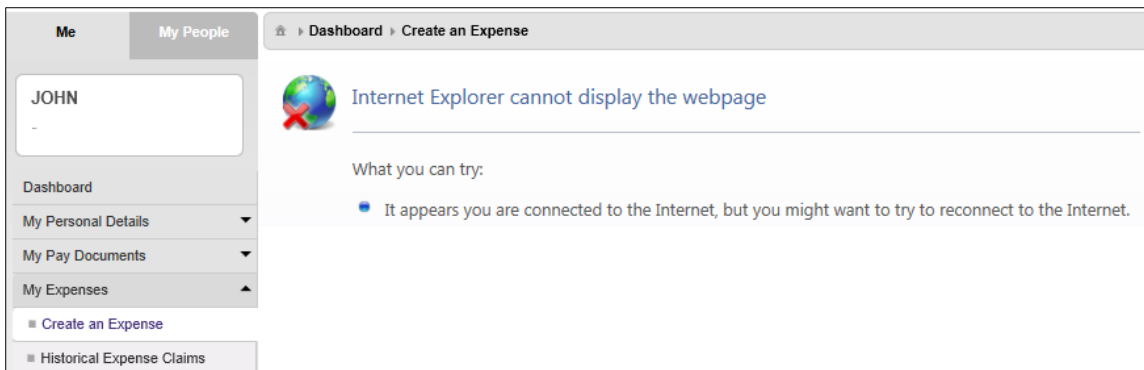 Me
My People
Dashboard Create an Expense
JOHN
-
Dashboard
My Personal Details
My Pay Documents
My Expenses
Create an Expense
Historical Expense Claims
Internet Explorer cannot display the webpage
What you can try:
It appears you are connected to the Internet, but you might want to try to reconnect to the Internet.